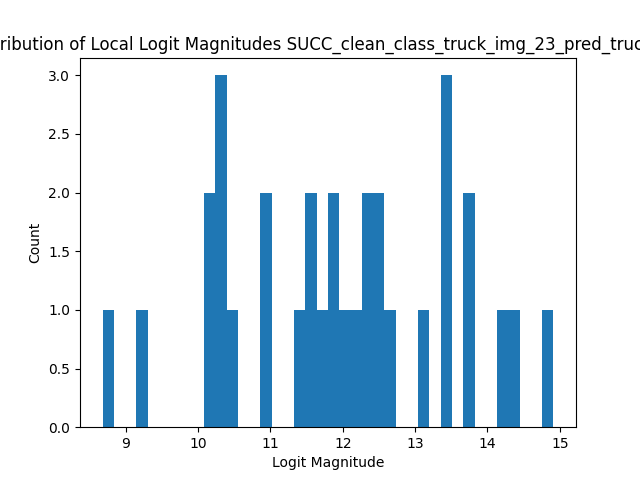 ribution of Local Logit Magnitudes SUCC_clean_class_truck_img_23_pred_truc
3.0
2.5
2.0
1.5
1.0
0.5
0.0
Count
9 10 11 12 13 14 15
Logit Magnitude